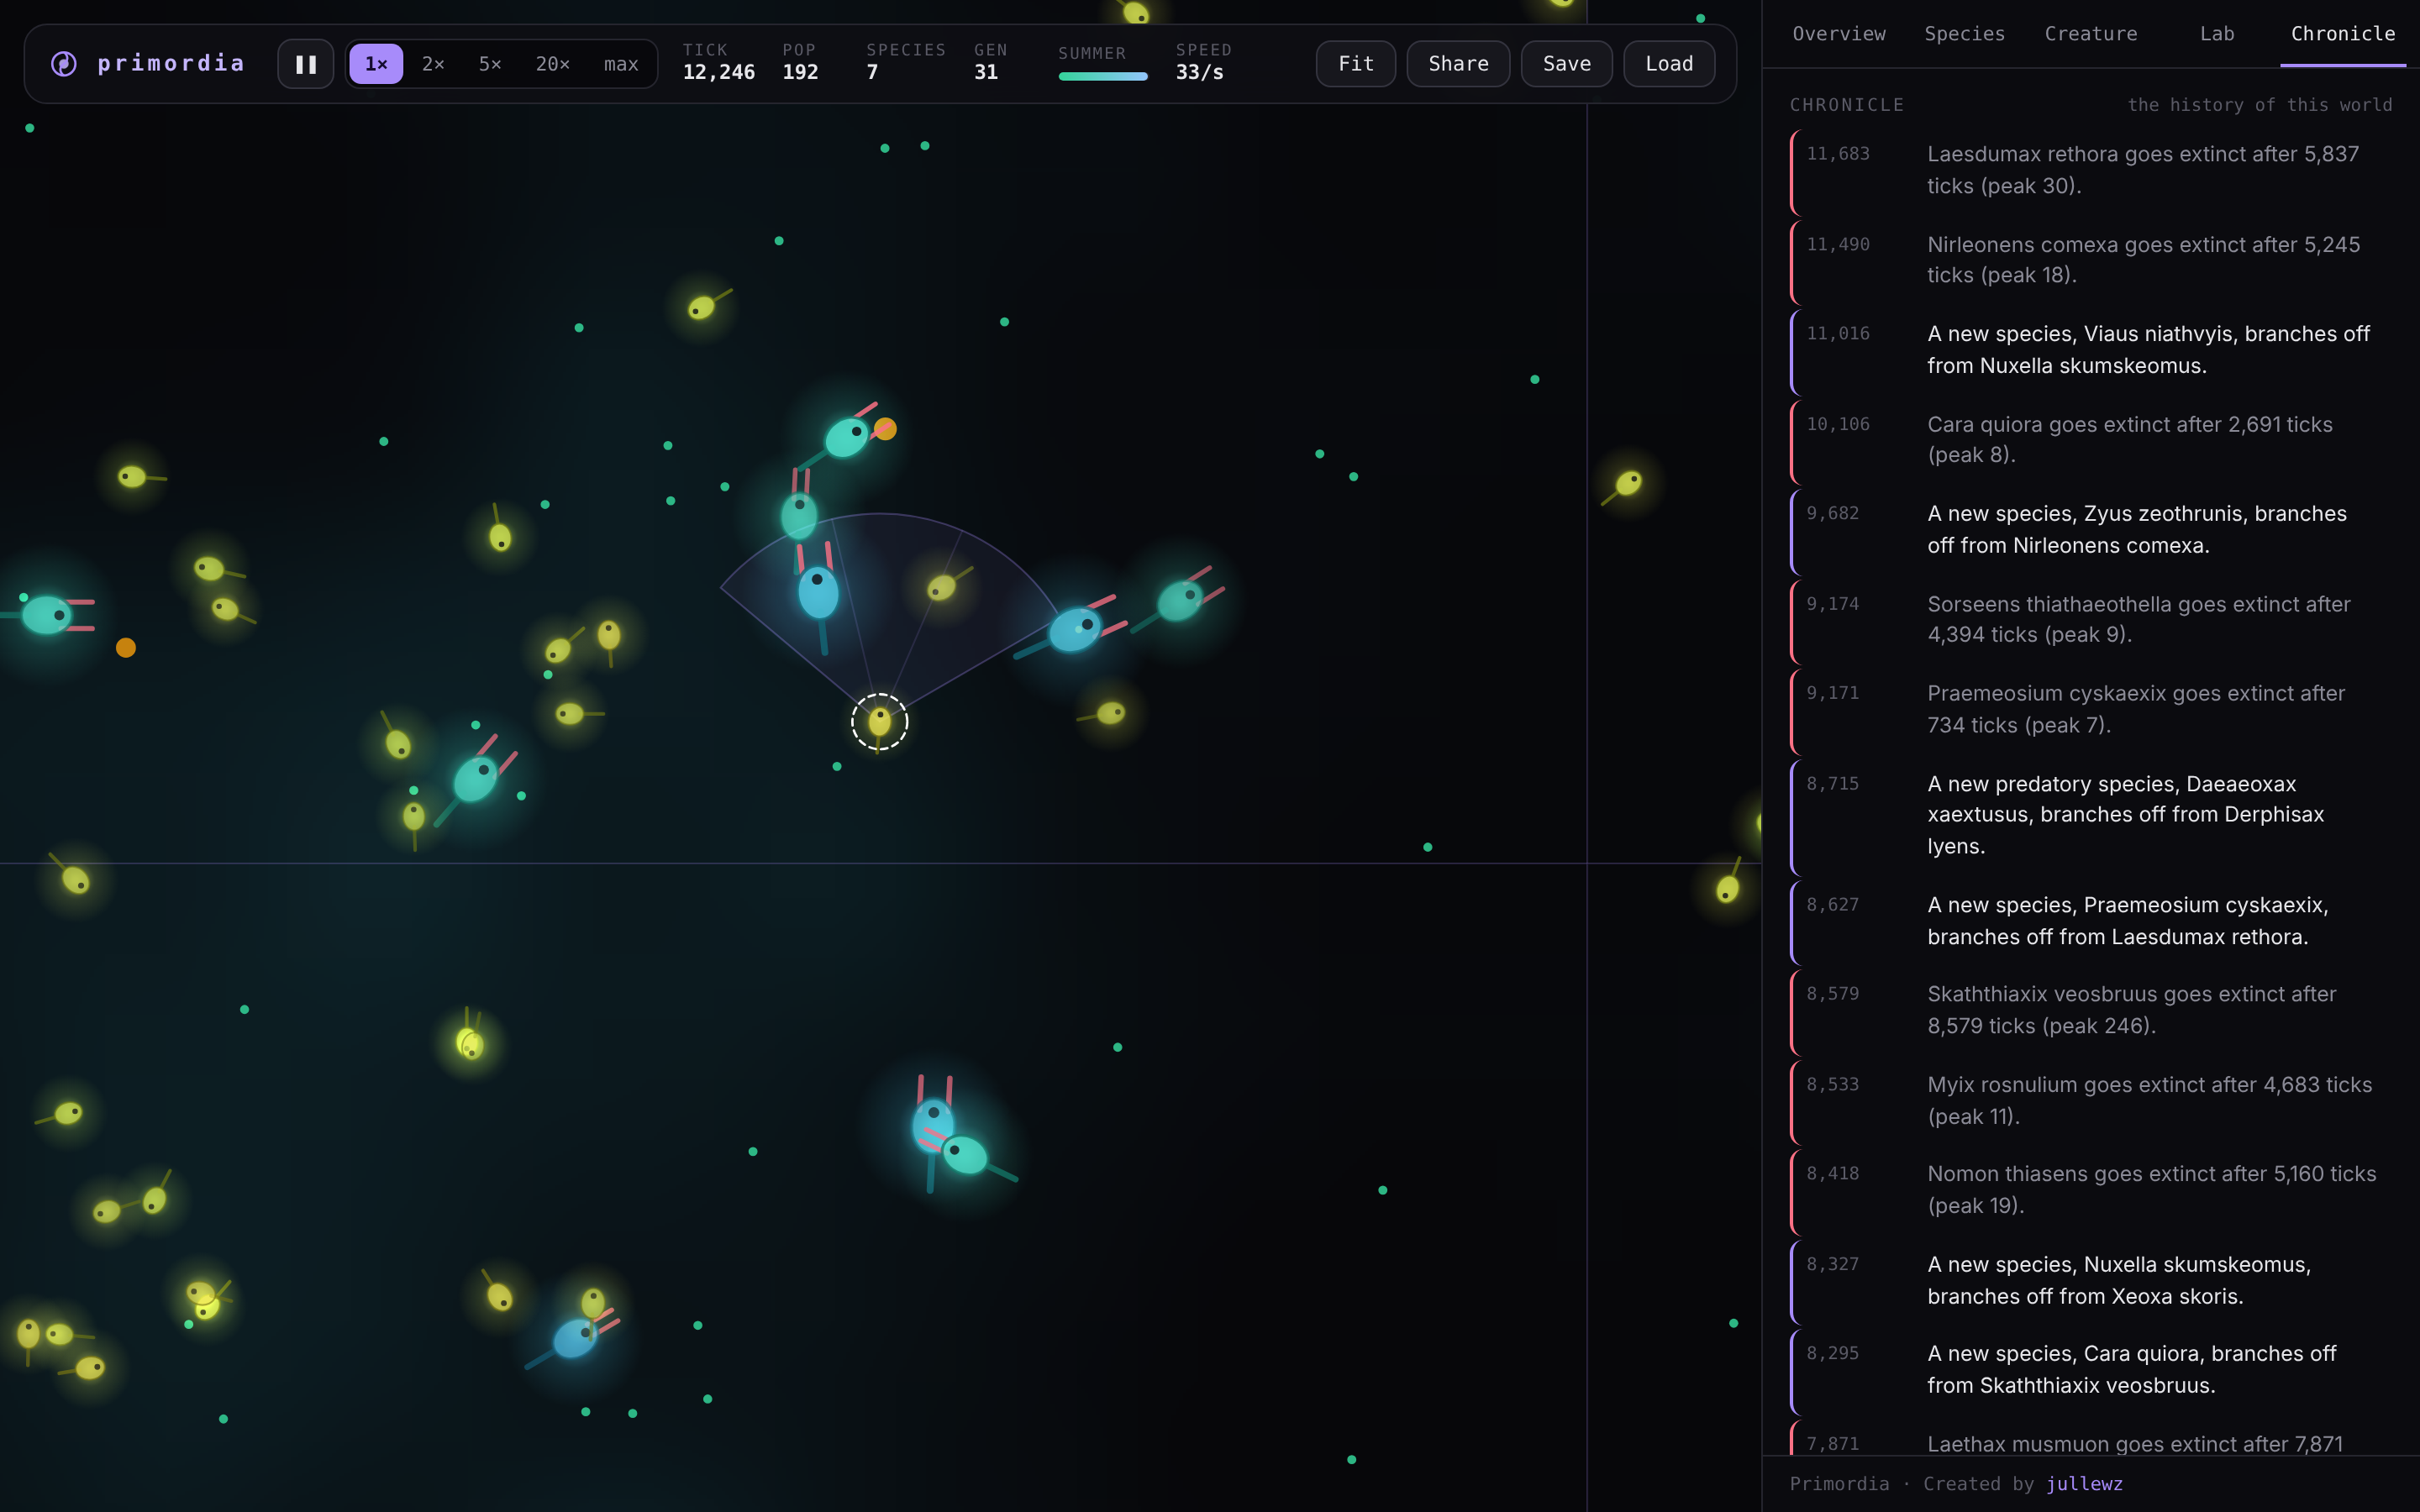 primordia
1× 2× 5× 20× max
TICK POP SPECIES GEN SUMMER SPEED
12,246 192 7 31 33/s
Fit Share Save Load
Overview Species Creature Lab Chronicle
CHRONICLE the history of this world
11,683 Laesdumax rethora goes extinct after 5,837
ticks (peak 30).
11,490 Nirleonens comexa goes extinct after 5,245
ticks (peak 18).
11,016 A new species, Viaus niathvyis, branches off
from Nuxella skumskeomus.
10,106 Cara quiora goes extinct after 2,691 ticks
(peak 8).
9,682 A new species, Zyus zeothrunis, branches
off from Nirleonens comexa.
9,174 Sorseens thiathaeothella goes extinct after
4,394 ticks (peak 9).
9,171 Praemeosium cyskaexix goes extinct after
734 ticks (peak 7).
8,715 A new predatory species, Daeaeoxax
xaextusus, branches off from Derphisax
lyens.
8,627 A new species, Praemeosium cyskaexix,
branches off from Laesdumax rethora.
8,579 Skaththiaxix veosbruus goes extinct after
8,579 ticks (peak 246).
8,533 Myix rosnulium goes extinct after 4,683 ticks
(peak 11).
8,418 Nomon thiasens goes extinct after 5,160 ticks
(peak 19).
8,327 A new species, Nuxella skumskeomus,
branches off from Xeoxa skoris.
8,295 A new species, Cara quiora, branches off
from Skaththiaxix veosbruus.
7,871 Laethax musmuon goes extinct after 7,871
Primordia · Created by jullewz